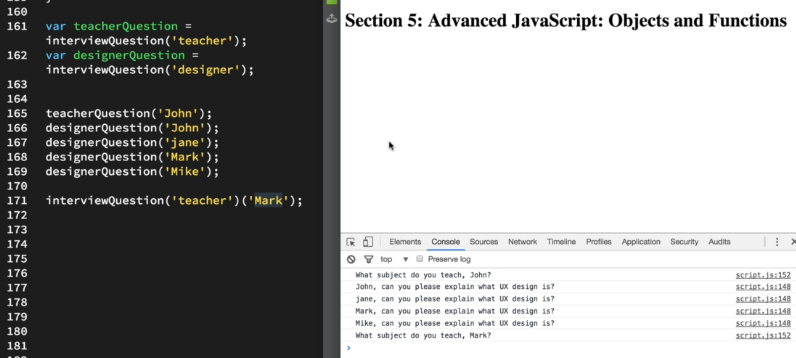 160
161 var teacherQuestion =
interviewQuestion('teacher');
162 var designerQuestion =
interviewQuestion('designer');
163
164
165 teacherQuestion('John');
166 designerQuestion('John');
167 designerQuestion('jane');
168 designerQuestion('Mark');
169 designerQuestion('Mike');
170
171 interviewQuestion('teacher')('Mark');
172
173
174
175
176
177
178
179
180
181
Section 5: Advanced JavaScript: Objects and Functions
Elements Console Sources Network Timeline Profiles Application Security Audits
top Preserve log
What subject do you teach, John? script.js:152
John, can you please explain what UX design is? script.js:148
jane, can you please explain what UX design is? script.js:148
Mark, can you please explain what UX design is? script.js:148
Mike, can you please explain what UX design is? script.js:148
What subject do you teach, Mark? script.js:152